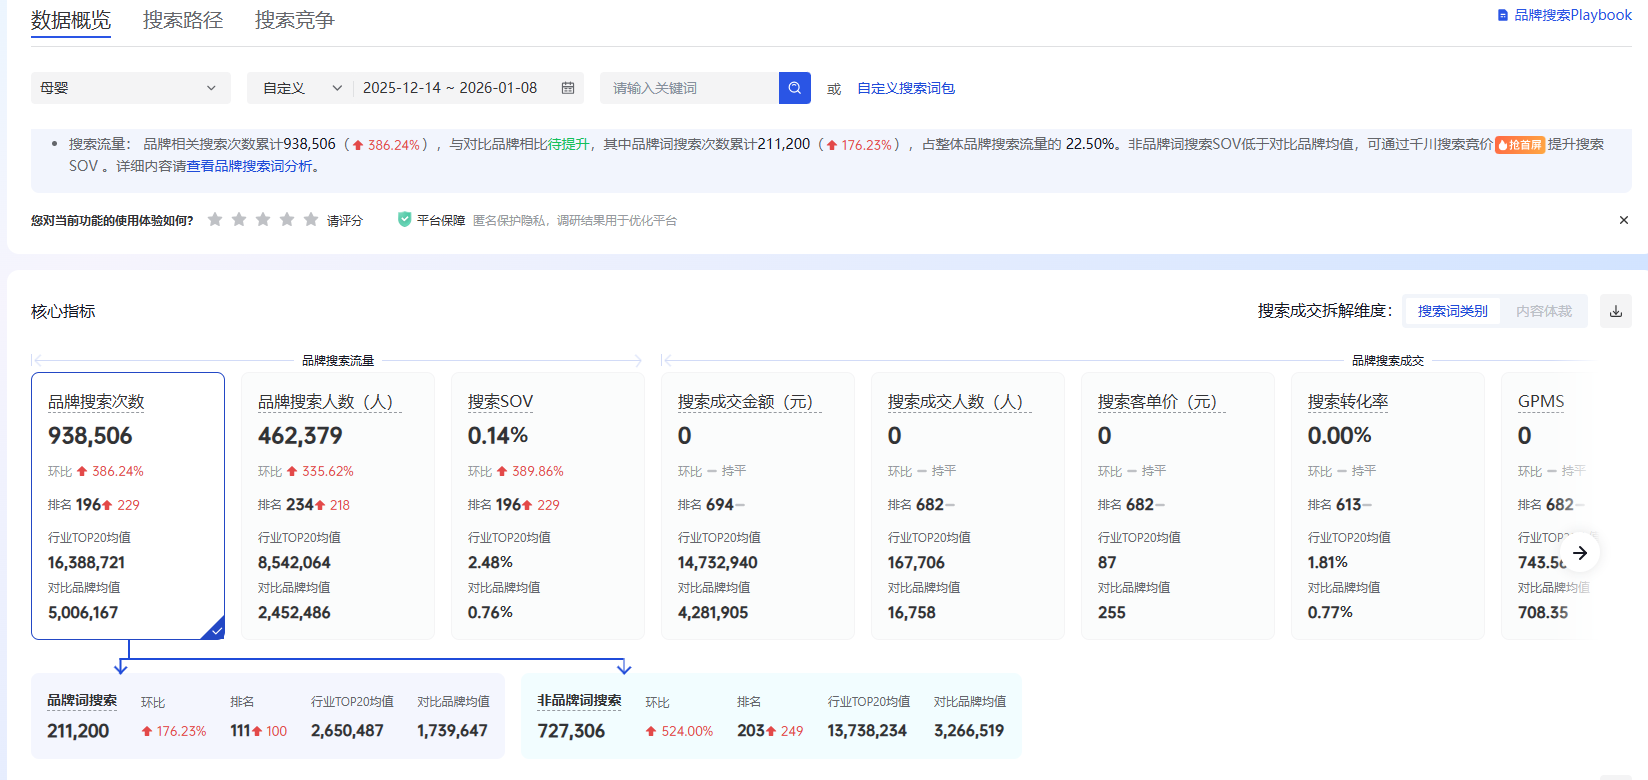 数据概览 搜索路径 搜索竞争 品牌搜索Playbook
母婴 自定义 2025-12-14 ~ 2026-01-08 请输入关键词 或 自定义搜索词包
• 搜索流量： 品牌相关搜索次数累计938,506（ 386.24%），与对比品牌相比待提升，其中品牌词搜索次数累计211,200（ 176.23%），占整体品牌搜索流量的 22.50%。非品牌词搜索SOV低于对比品牌均值，可通过千川搜索竞价 抢首屏 提升搜索
SOV 。详细内容请查看品牌搜索词分析。
您对当前功能的使用体验如何？ 请评分 平台保障 匿名保护隐私，调研结果用于优化平台
核心指标 搜索成交拆解维度： 搜索词类别 内容体裁
品牌搜索流量 品牌搜索成交
品牌搜索次数 品牌搜索人数（人） 搜索SOV 搜索成交金额（元） 搜索成交人数（人） 搜索客单价（元） 搜索转化率 GPMS
938,506 462,379 0.14% 0 0 0 0.00% 0
环比 386.24% 环比 335.62% 环比 389.86% 环比 持平 环比 持平 环比 持平 环比 持平 环比 持平
排名 196 229 排名 234 218 排名 196 229 排名 694 排名 682 排名 682 排名 613 排名 682
行业TOP20均值 行业TOP20均值 行业TOP20均值 行业TOP20均值 行业TOP20均值 行业TOP20均值 行业TOP20均值 行业TOP
16,388,721 8,542,064 2.48% 14,732,940 167,706 87 1.81% 743.56
对比品牌均值 对比品牌均值 对比品牌均值 对比品牌均值 对比品牌均值 对比品牌均值 对比品牌均值 对比品牌均值
5,006,167 2,452,486 0.76% 4,281,905 16,758 255 0.77% 708.35
品牌词搜索 环比 排名 行业TOP20均值 对比品牌均值 非品牌词搜索 环比 排名 行业TOP20均值 对比品牌均值
211,200 176.23% 111 100 2,650,487 1,739,647 727,306 524.00% 203 249 13,738,234 3,266,519